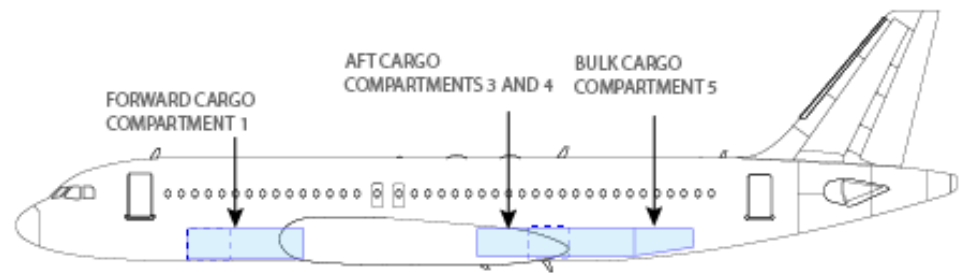 FORWARD CARGO
COMPARTMENT 1
AFT CARGO
COMPARTMENTS 3 AND 4
BULK CARGO
COMPARTMENT 5